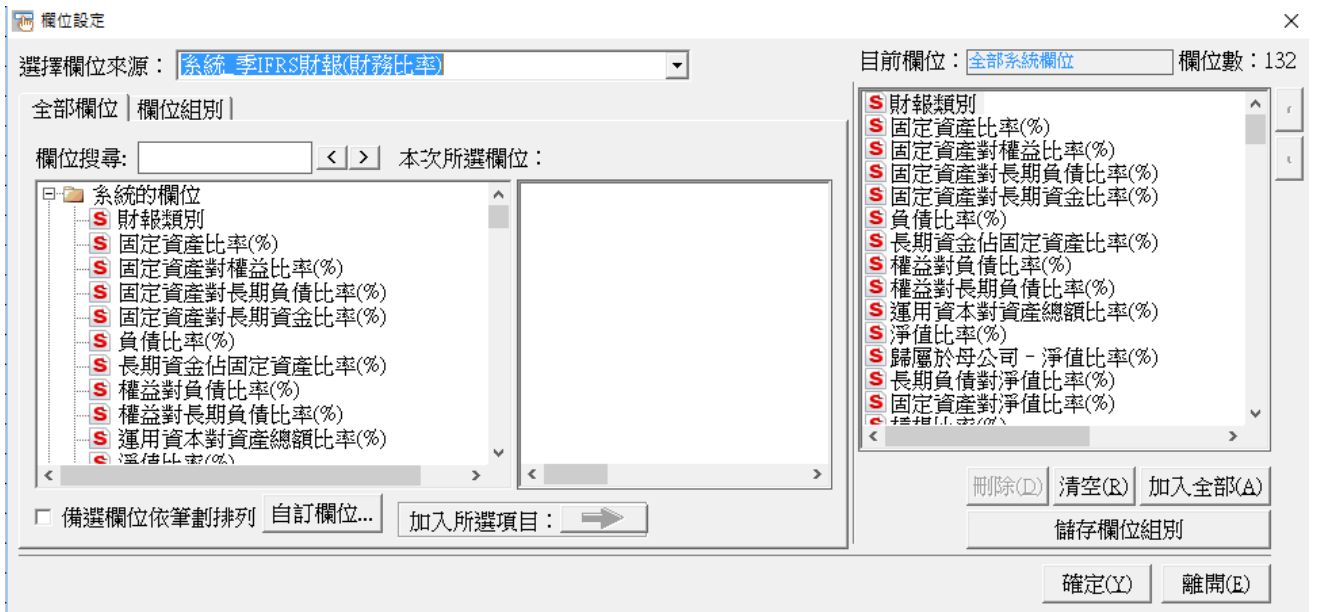 欄位設定
選擇欄位來源： 系統_季IFRS財報(財務比率)
目前欄位：全部系統欄位 欄位數：132
全部欄位 欄位組別
欄位搜尋: < > 本次所選欄位：
系統的欄位
財報類別
固定資產比率(%)
固定資產對權益比率(%)
固定資產對長期負債比率(%)
固定資產對長期資金比率(%)
負債比率(%)
長期資金佔固定資產比率(%)
權益對負債比率(%)
權益對長期負債比率(%)
運用資本對資產總額比率(%)
淨值比率(%)
備選欄位依筆劃排列 自訂欄位... 加入所選項目：
財報類別
固定資產比率(%)
固定資產對權益比率(%)
固定資產對長期負債比率(%)
固定資產對長期資金比率(%)
負債比率(%)
長期資金佔固定資產比率(%)
權益對負債比率(%)
權益對長期負債比率(%)
運用資本對資產總額比率(%)
淨值比率(%)
歸屬於母公司－淨值比率(%)
長期負債對淨值比率(%)
固定資產對淨值比率(%)
槓桿比率(%)
刪除(D) 清空(R) 加入全部(A)
儲存欄位組別
確定(Y) 離開(E)